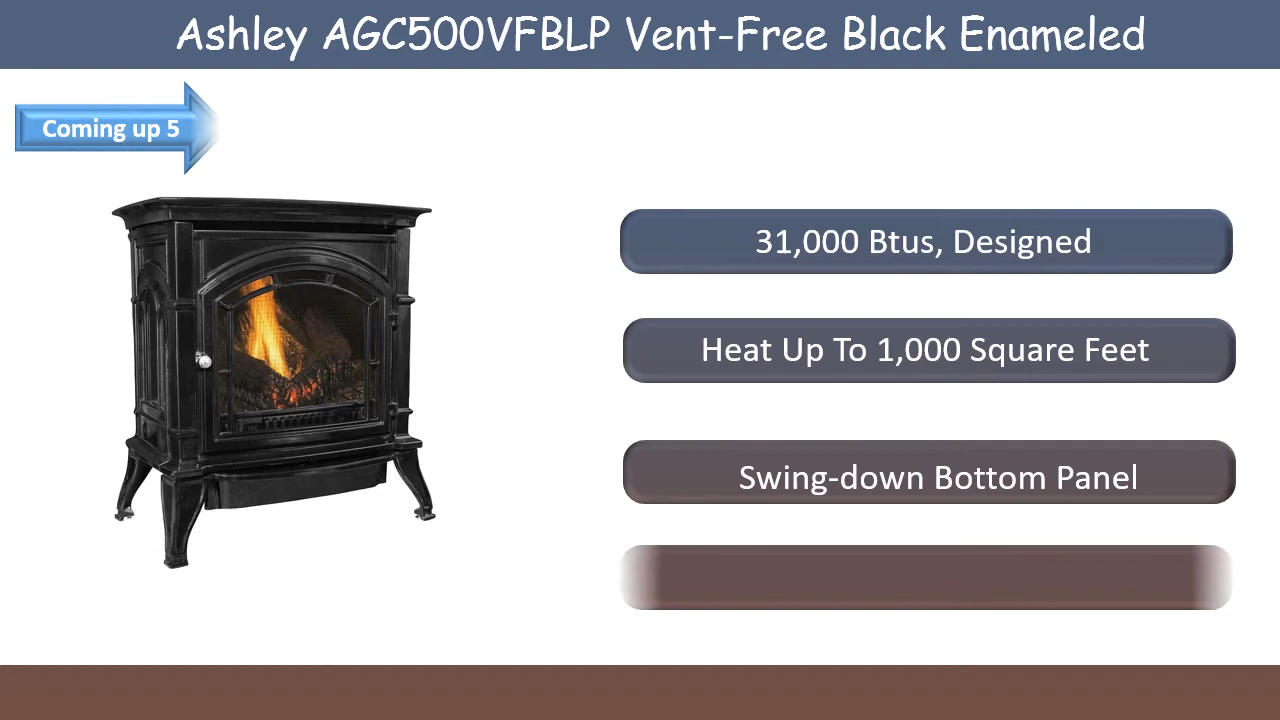 Ashley AGC500VFBLP Vent-Free Black Enameled
Coming up 5
31,000 Btus, Designed
Heat Up To 1,000 Square Feet
Swing-down Bottom Panel